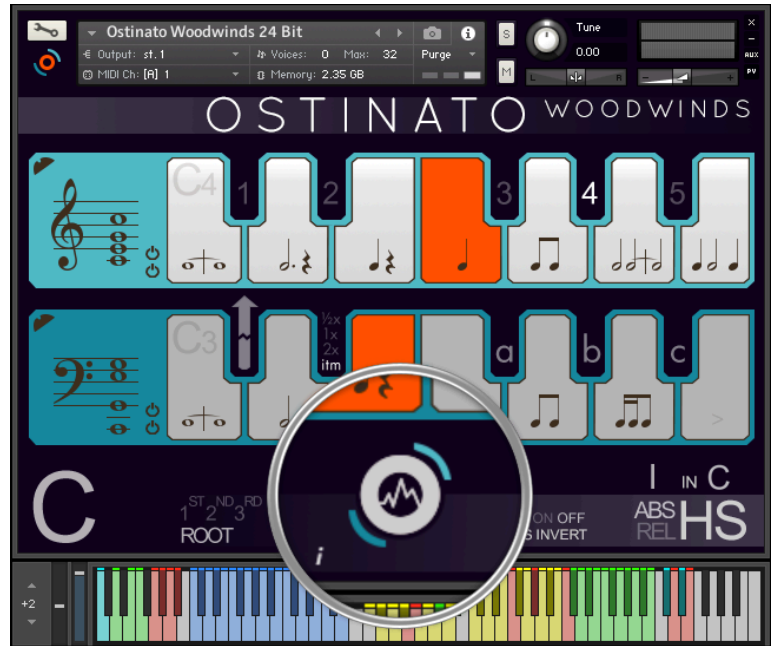 Ostinato Woodwinds 24 Bit
Output: st.1 Voices: 0 Max: 32 Purge
MIDI Ch: [A] 1 Memory: 2.35 GB
S
M
Tune
0.00
L R
- +
×
–
AUX
PV
OSTINATO WOODWINDS
C4 1 2 3 4 5
C3 ½x
1x
2x
itm
a b c
>
C
1ST 2ND 3RD
ROOT
i
ON OFF
INVERT
I IN C
ABS
REL
HS
+2